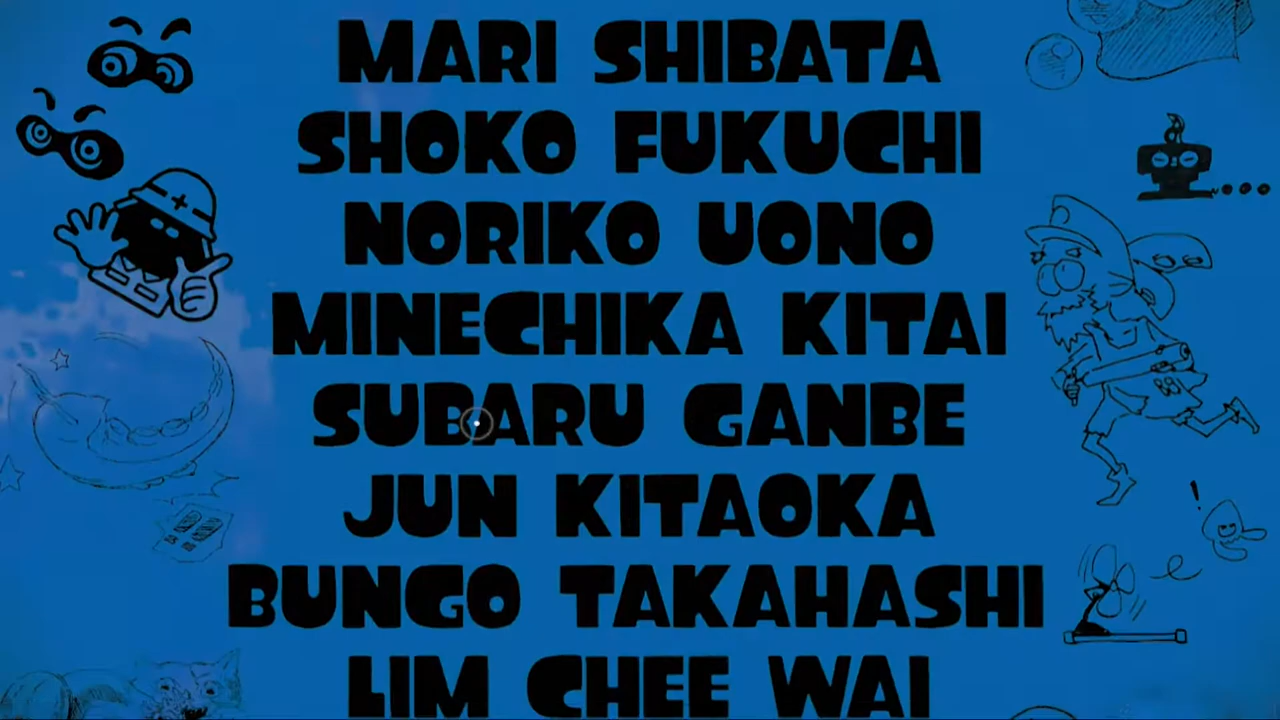 MARI SHIBATA
SHOKO FUKUCHI
NORIKO UONO
MINECHIKA KITAI
SUBARU GANBE
JUN KITAOKA
BUNGO TAKAHASHI
LIM CHEE WAI